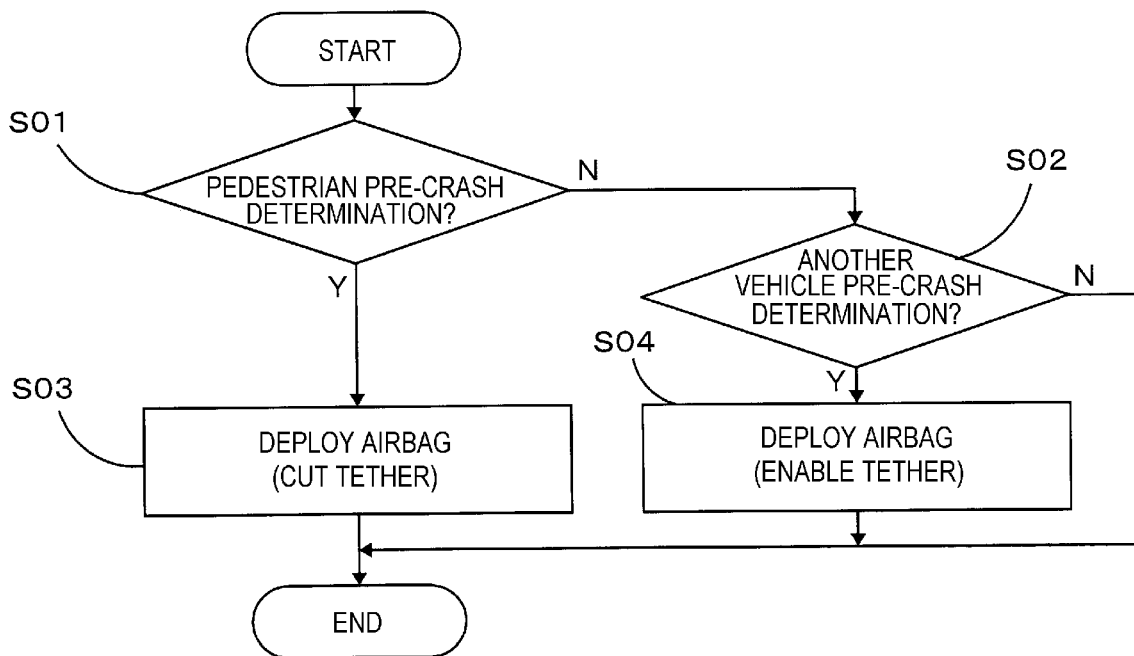 START
S01
PEDESTRIAN PRE-CRASH
DETERMINATION?
N
S02
ANOTHER
VEHICLE PRE-CRASH
DETERMINATION?
N
Y
S04
Y
S03
DEPLOY AIRBAG
(CUT TETHER)
DEPLOY AIRBAG
(ENABLE TETHER)
END